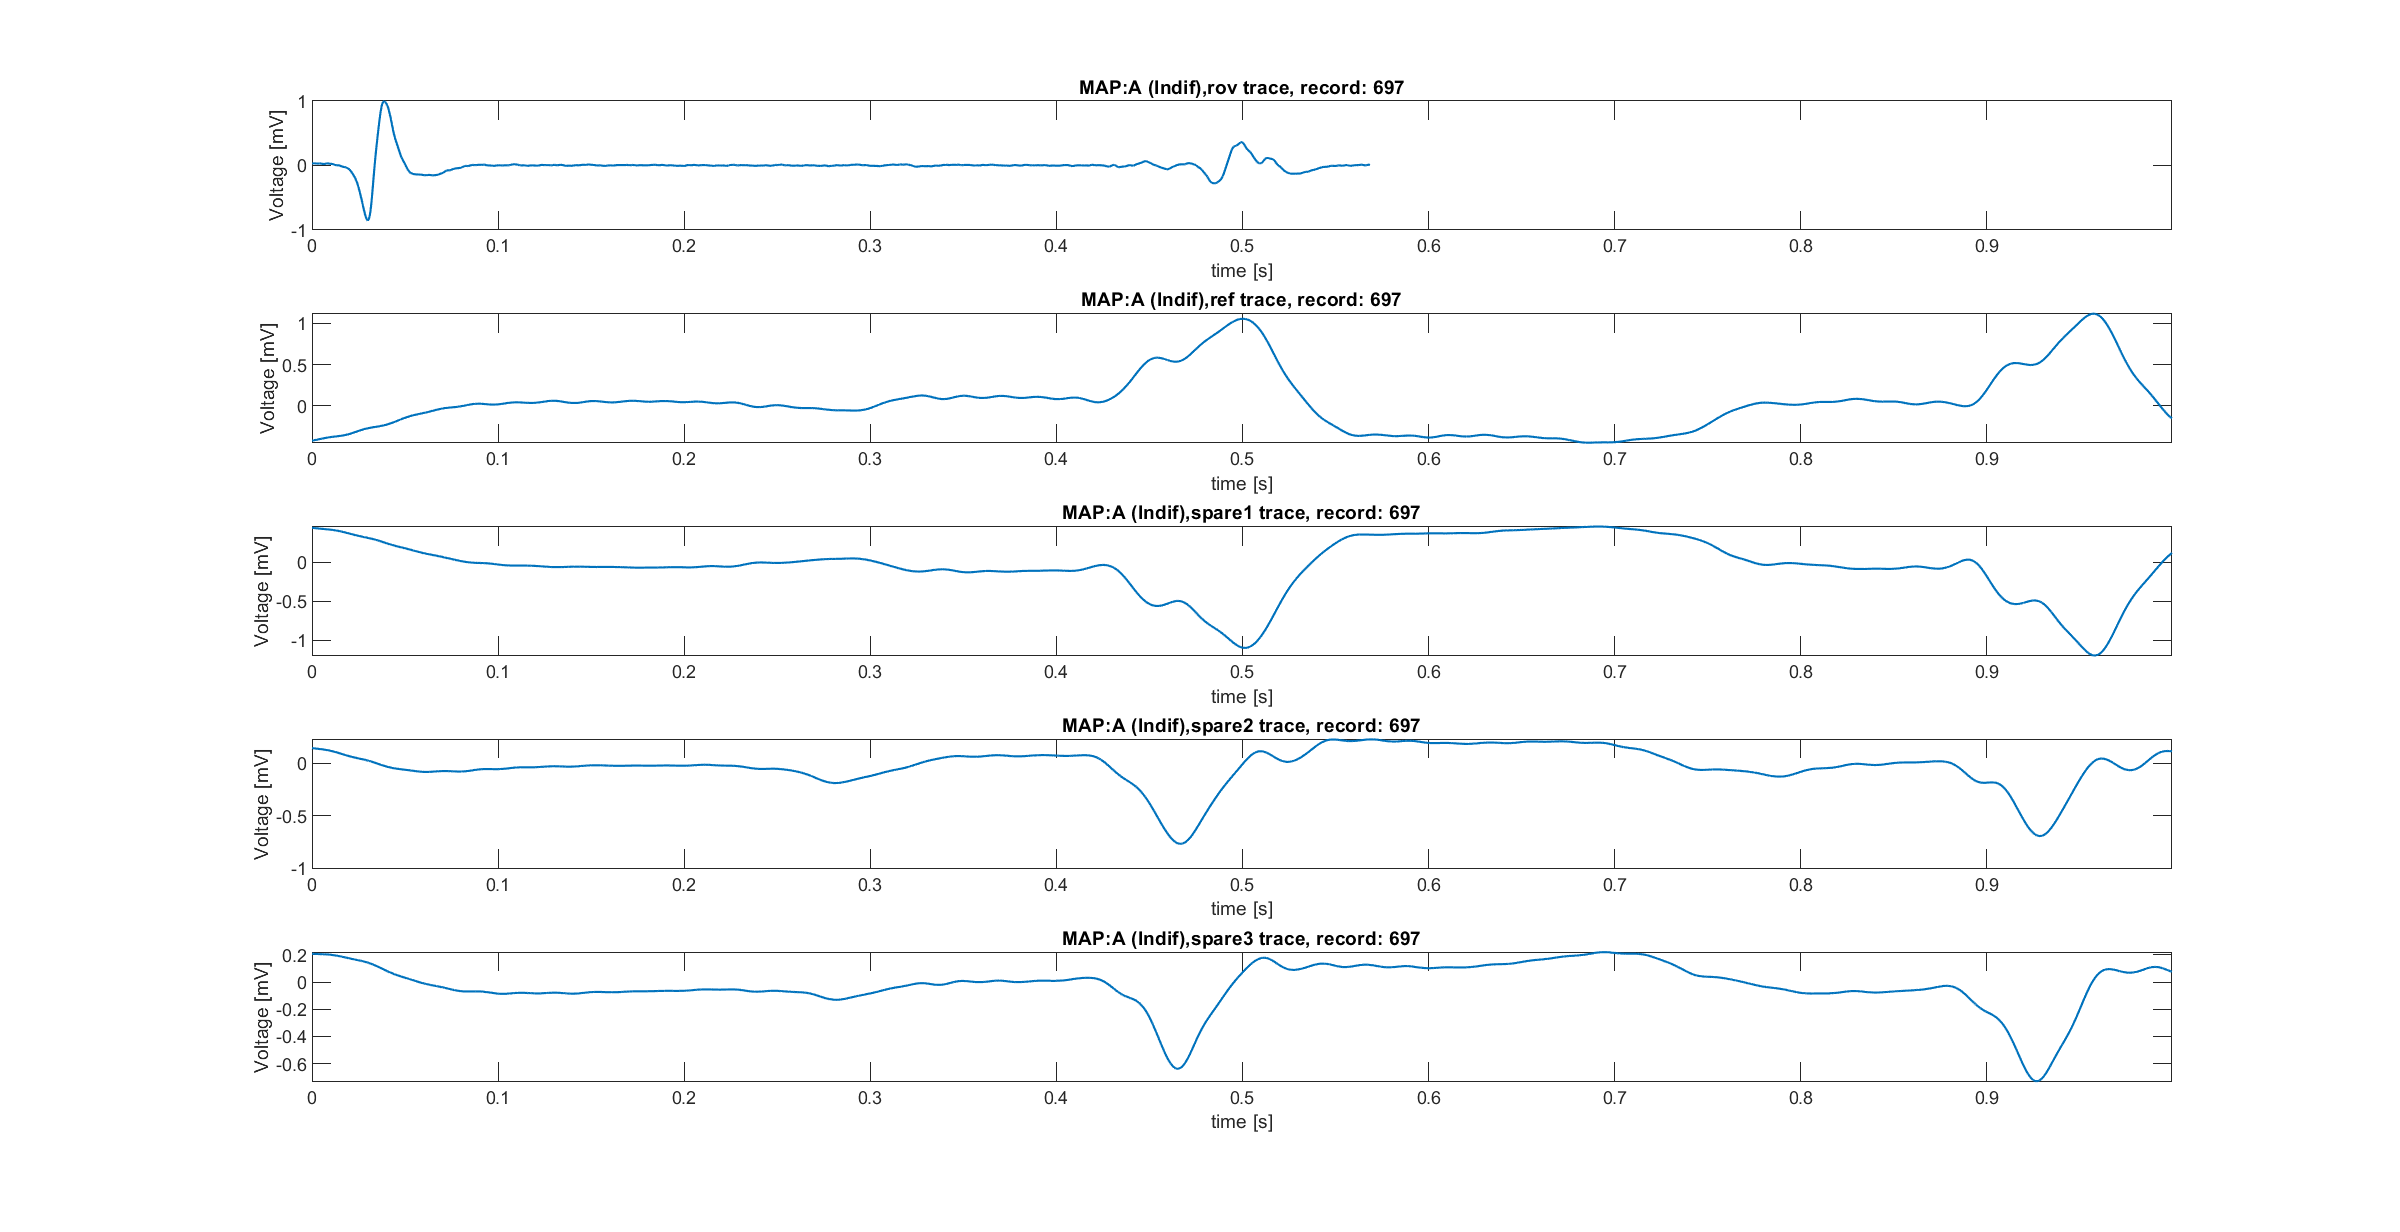 MAP:A (Indif),rov trace, record: 697
Voltage [mV]
1
0
-1
0 0.1 0.2 0.3 0.4 0.5 0.6 0.7 0.8 0.9
time [s]
MAP:A (Indif),ref trace, record: 697
Voltage [mV]
1
0.5
0
0 0.1 0.2 0.3 0.4 0.5 0.6 0.7 0.8 0.9
time [s]
MAP:A (Indif),spare1 trace, record: 697
Voltage [mV]
0
-0.5
-1
0 0.1 0.2 0.3 0.4 0.5 0.6 0.7 0.8 0.9
time [s]
MAP:A (Indif),spare2 trace, record: 697
Voltage [mV]
0
-0.5
-1
0 0.1 0.2 0.3 0.4 0.5 0.6 0.7 0.8 0.9
time [s]
MAP:A (Indif),spare3 trace, record: 697
Voltage [mV]
0.2
0
-0.2
-0.4
-0.6
0 0.1 0.2 0.3 0.4 0.5 0.6 0.7 0.8 0.9
time [s]